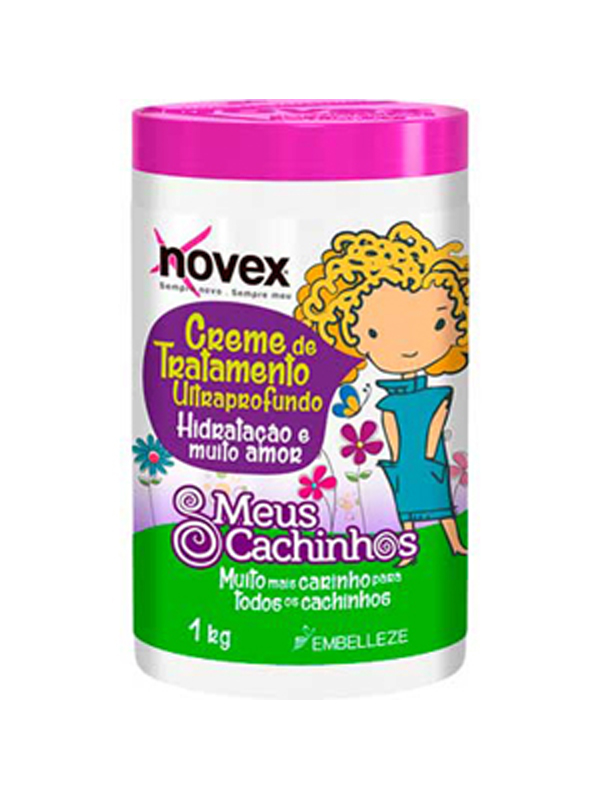 novex
Sempre novo. Sempre meu
Creme de
Tratamento
Ultraprofundo
Hidratação e
muito amor
Meus
Cachinhos
Muito mais carinho para
todos os cachinhos
1 kg
EMBELLEZE